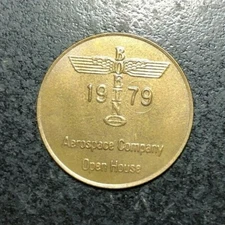 BOEING
1979
Aerospace Company
Open House